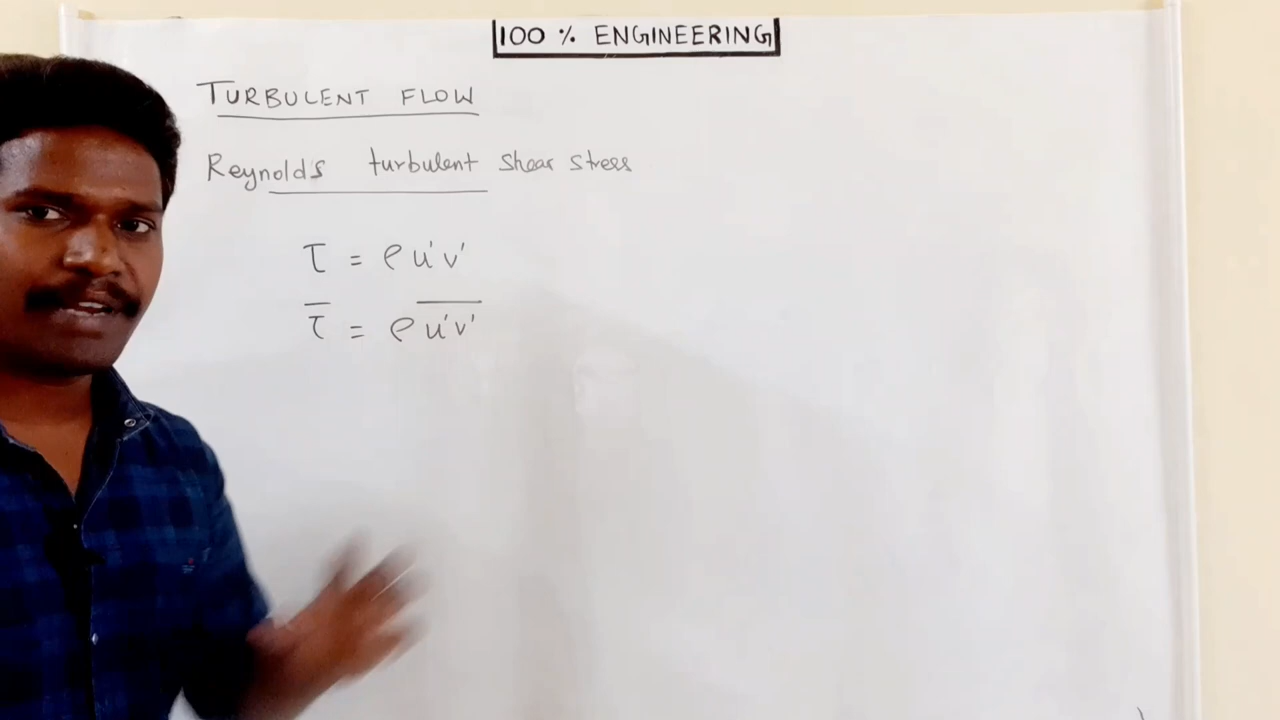 100 % ENGINEERING
TURBULENT FLOW
Reynolds turbulent shear stress
τ = ρ u'v'
τ̅ = ρ u̅'̅v̅'̅